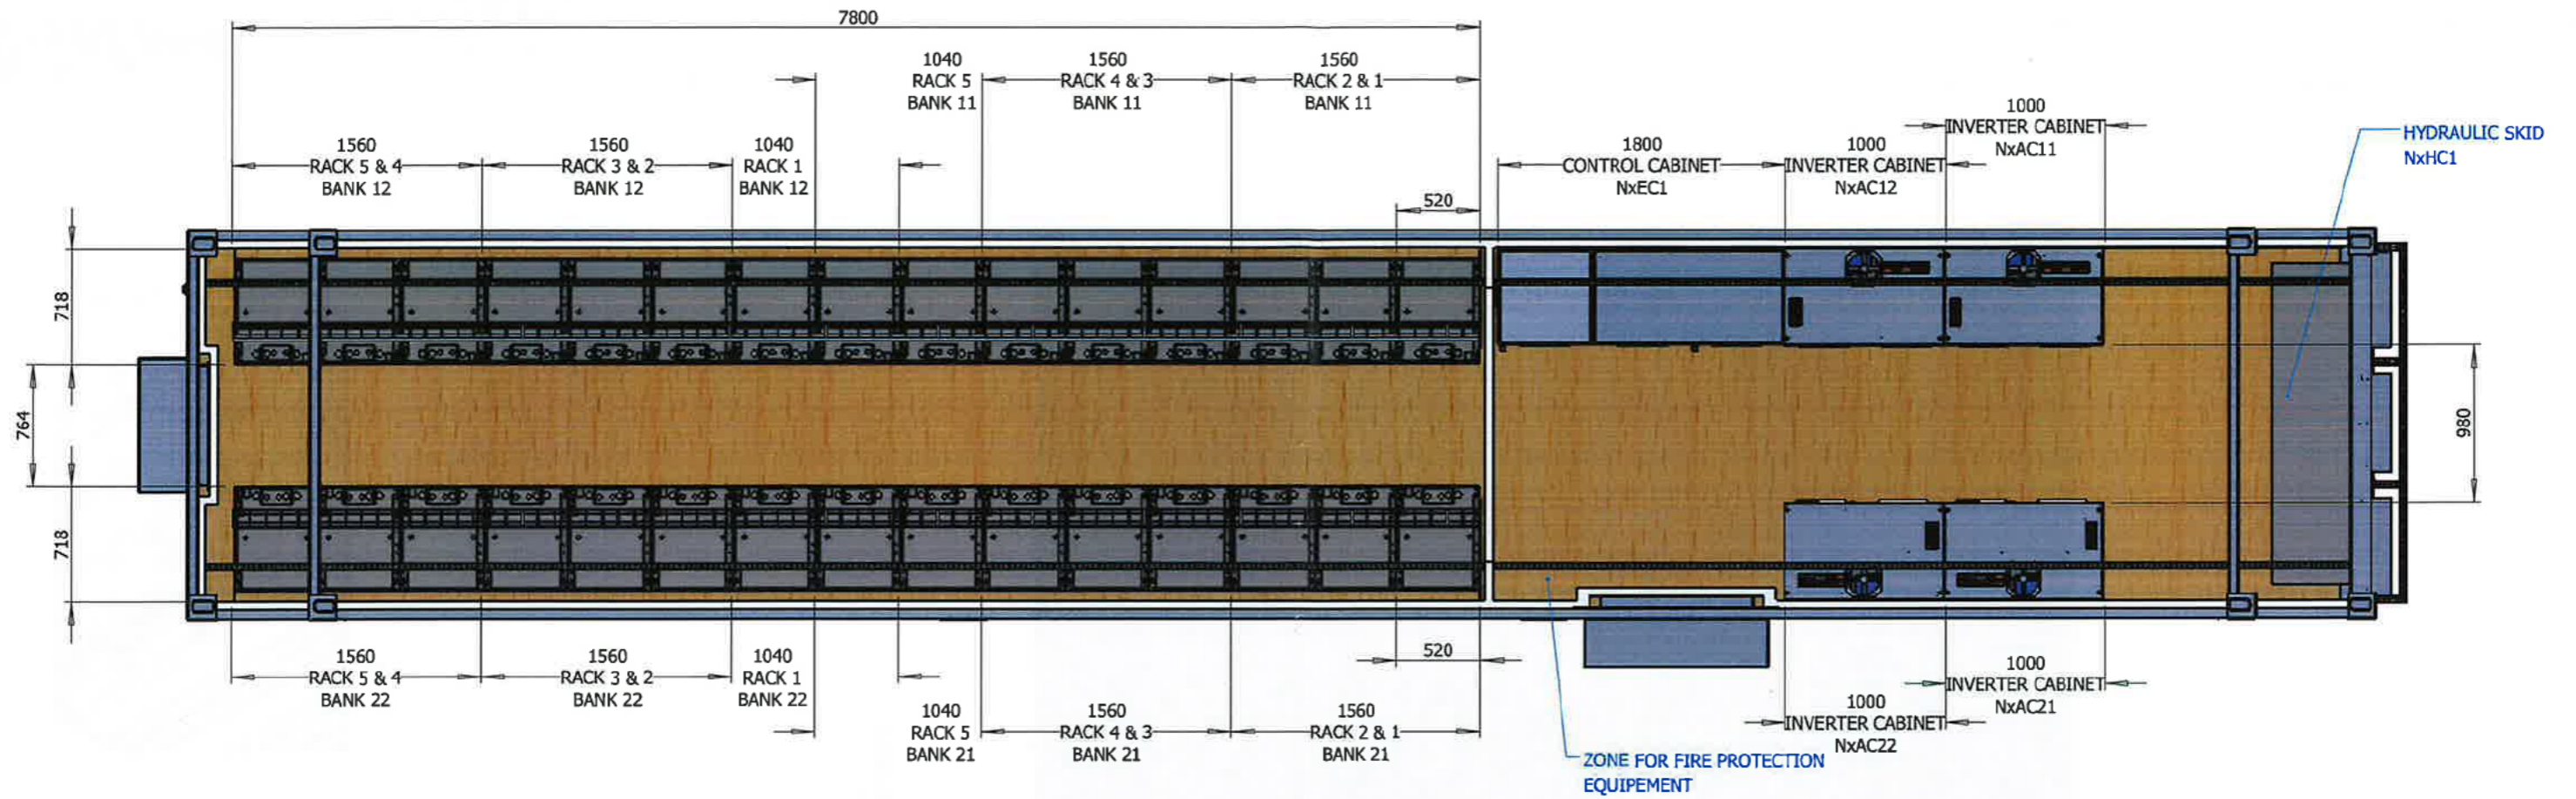 7800
1040
RACK 5
BANK 11
1560
RACK 4 & 3
BANK 11
1560
RACK 2 & 1
BANK 11
1560
RACK 5 & 4
BANK 12
1560
RACK 3 & 2
BANK 12
1040
RACK 1
BANK 12
520
1800
CONTROL CABINET
NxEC1
1000
INVERTER CABINET
NxAC12
1000
INVERTER CABINET
NxAC11
HYDRAULIC SKID
NxHC1
718
764
718
980
1560
RACK 5 & 4
BANK 22
1560
RACK 3 & 2
BANK 22
1040
RACK 1
BANK 22
1040
RACK 5
BANK 21
1560
RACK 4 & 3
BANK 21
1560
RACK 2 & 1
BANK 21
520
1000
INVERTER CABINET
NxAC22
1000
INVERTER CABINET
NxAC21
ZONE FOR FIRE PROTECTION
EQUIPEMENT